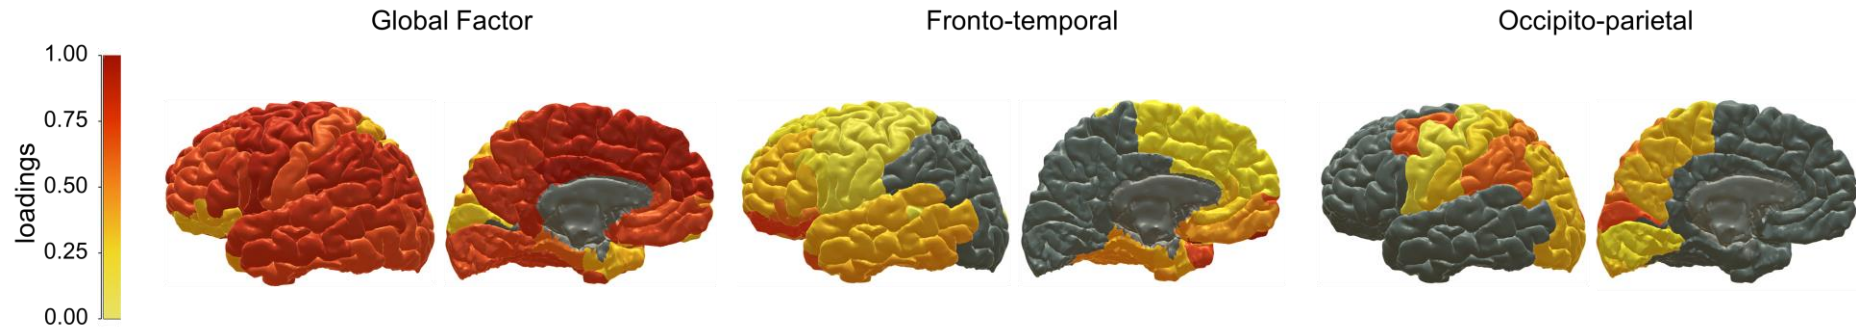 Global Factor
Fronto-temporal
Occipito-parietal
1.00
0.75
0.50
0.25
0.00
loadings